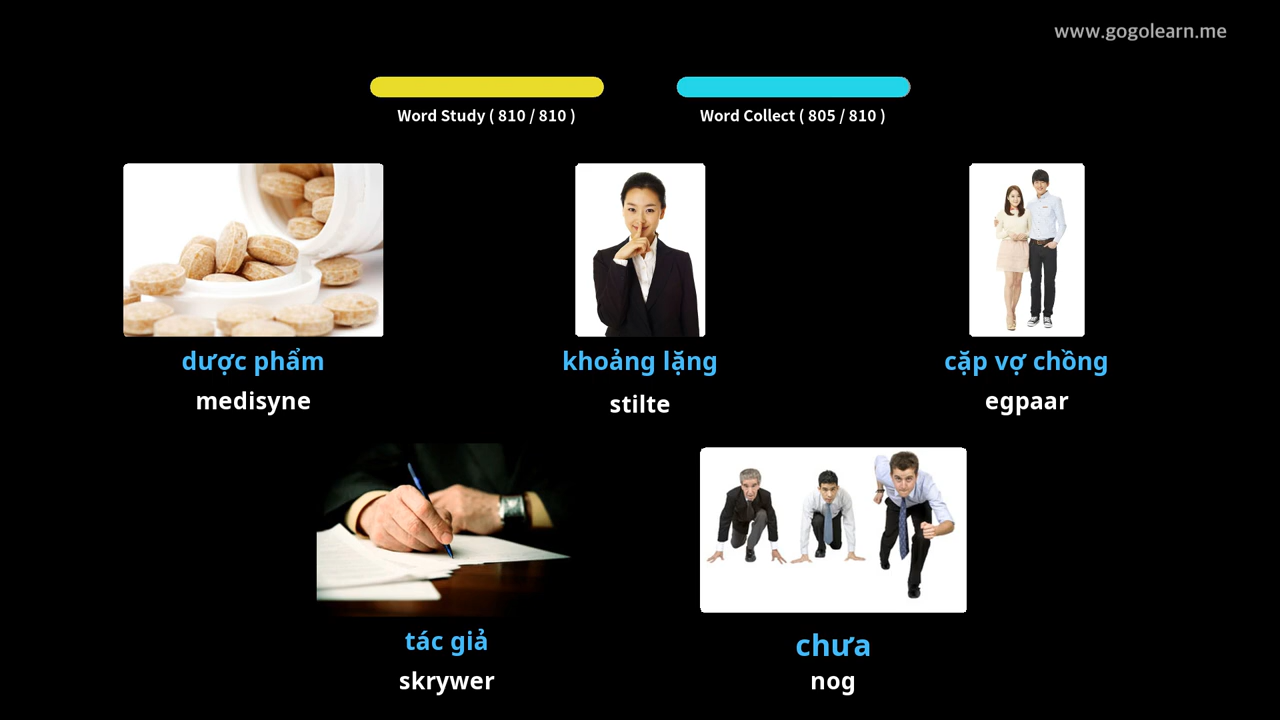 www.gogolearn.me
Word Study ( 810 / 810 )
Word Collect ( 805 / 810 )
dược phẩm
medisyne
khoảng lặng
stilte
cặp vợ chồng
egpaar
tác giả
skrywer
chưa
nog